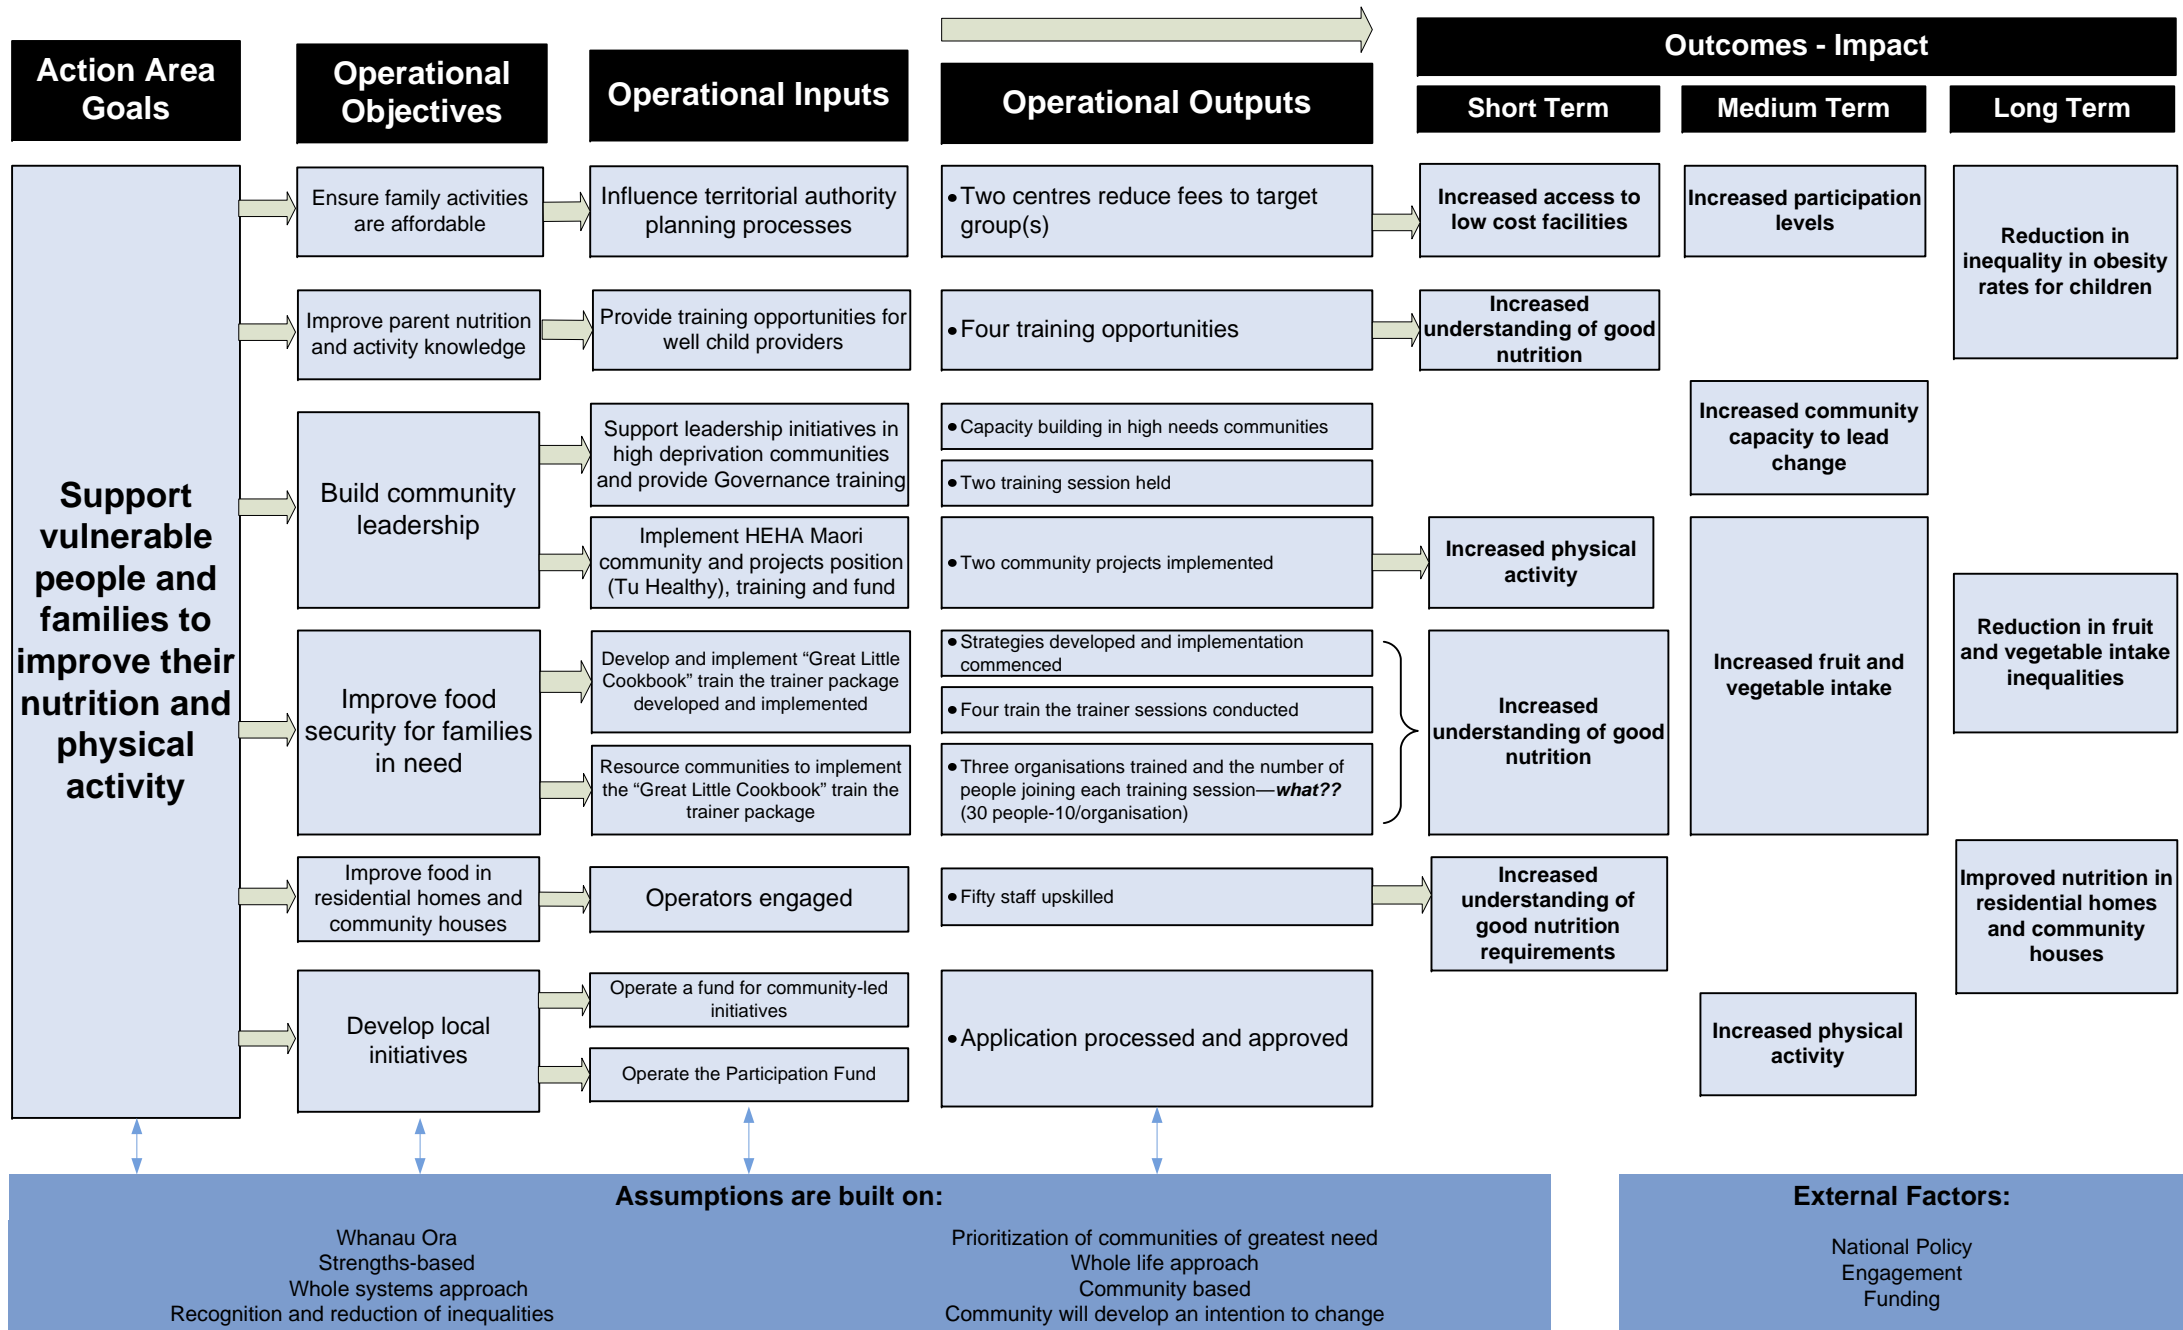 Action Area
Goals
Operational
Objectives
Operational Inputs
Operational Outputs
Outcomes - Impact
Short Term
Medium Term
Long Term
Support
vulnerable
people and
families to
improve their
nutrition and
physical
activity
Ensure family activities
are affordable
Influence territorial authority
planning processes
• Two centres reduce fees to target
group(s)
Increased access to
low cost facilities
Increased participation
levels
Reduction in
inequality in obesity
rates for children
Improve parent nutrition
and activity knowledge
Provide training opportunities for
well child providers
• Four training opportunities
Increased
understanding of good
nutrition
Build community
leadership
Support leadership initiatives in
high deprivation communities
and provide Governance training
• Capacity building in high needs communities
• Two training session held
Increased community
capacity to lead
change
Implement HEHA Maori
community and projects position
(Tu Healthy), training and fund
• Two community projects implemented
Increased physical
activity
Increased fruit and
vegetable intake
Reduction in fruit
and vegetable intake
inequalities
Improve food
security for families
in need
Develop and implement “Great Little
Cookbook” train the trainer package
developed and implemented
• Strategies developed and implementation
commenced
• Four train the trainer sessions conducted
Resource communities to implement
the “Great Little Cookbook” train the
trainer package
• Three organisations trained and the number of
people joining each training session—what??
(30 people-10/organisation)
Increased
understanding of good
nutrition
Improve food in
residential homes and
community houses
Operators engaged
• Fifty staff upskilled
Increased
understanding of
good nutrition
requirements
Improved nutrition in
residential homes
and community
houses
Develop local
initiatives
Operate a fund for community-led
initiatives
Operate the Participation Fund
• Application processed and approved
Increased physical
activity
Assumptions are built on:
Whanau Ora
Strengths-based
Whole systems approach
Recognition and reduction of inequalities
Prioritization of communities of greatest need
Whole life approach
Community based
Community will develop an intention to change
External Factors:
National Policy
Engagement
Funding